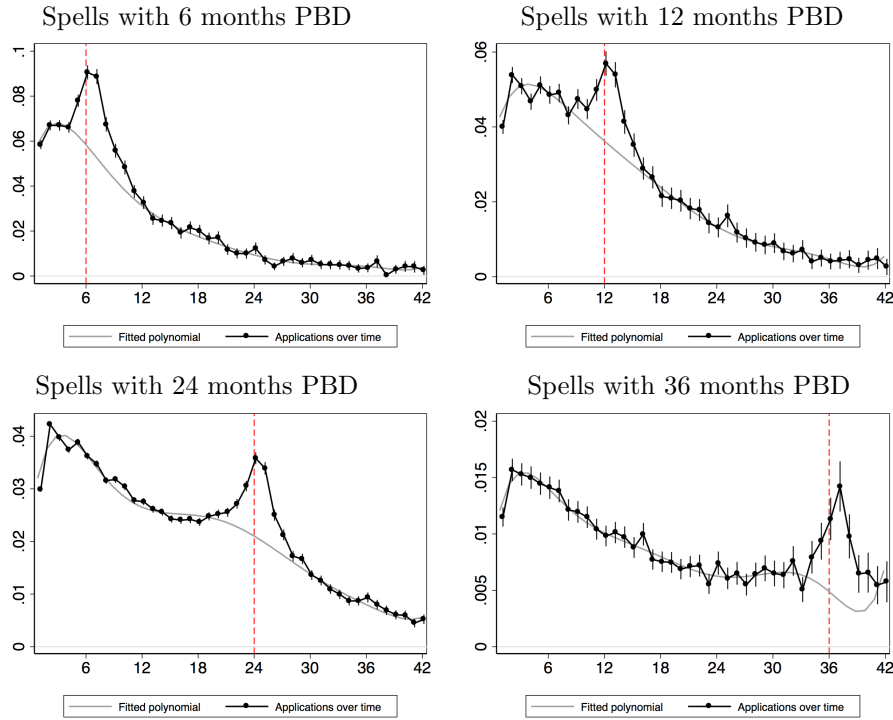 Spells with 6 months PBD
.1
.08
.06
.04
.02
0
6 12 18 24 30 36 42
Fitted polynomial Applications over time
Spells with 12 months PBD
.06
.04
.02
0
6 12 18 24 30 36 42
Fitted polynomial Applications over time
Spells with 24 months PBD
.04
.03
.02
.01
0
6 12 18 24 30 36 42
Fitted polynomial Applications over time
Spells with 36 months PBD
.02
.015
.01
.005
0
6 12 18 24 30 36 42
Fitted polynomial Applications over time